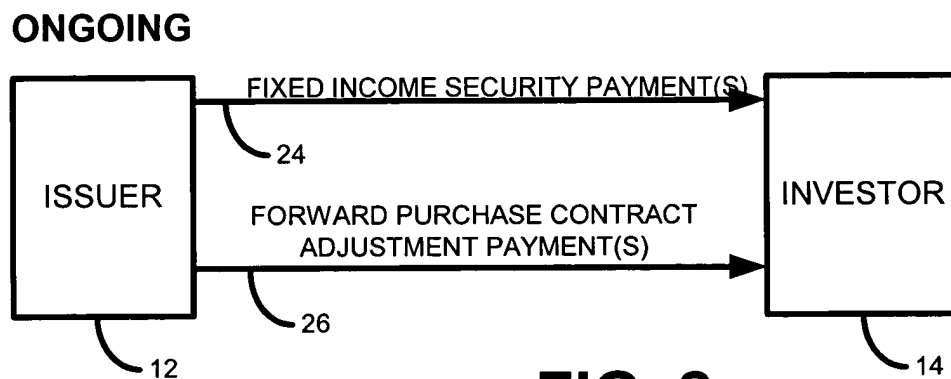 ONGOING
FIXED INCOME SECURITY PAYMENT(S)
24
ISSUER
INVESTOR
FORWARD PURCHASE CONTRACT
ADJUSTMENT PAYMENT(S)
26
12
14